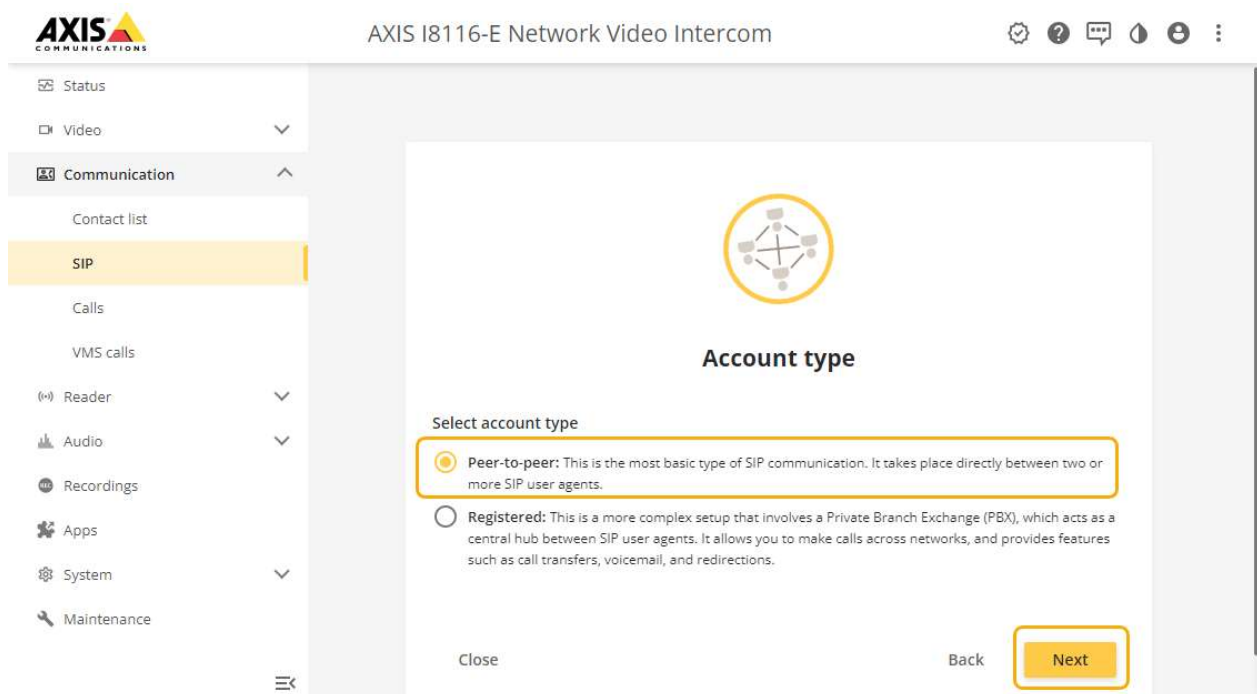 AXIS
COMMUNICATIONS
AXIS I8116-E Network Video Intercom
Status
Video
Communication
Contact list
SIP
Calls
VMS calls
Reader
Audio
REC
Recordings
Apps
System
Maintenance
Account type
Select account type
Peer-to-peer: This is the most basic type of SIP communication. It takes place directly between two or
more SIP user agents.
Registered: This is a more complex setup that involves a Private Branch Exchange (PBX), which acts as a
central hub between SIP user agents. It allows you to make calls across networks, and provides features
such as call transfers, voicemail, and redirections.
Close
Back
Next